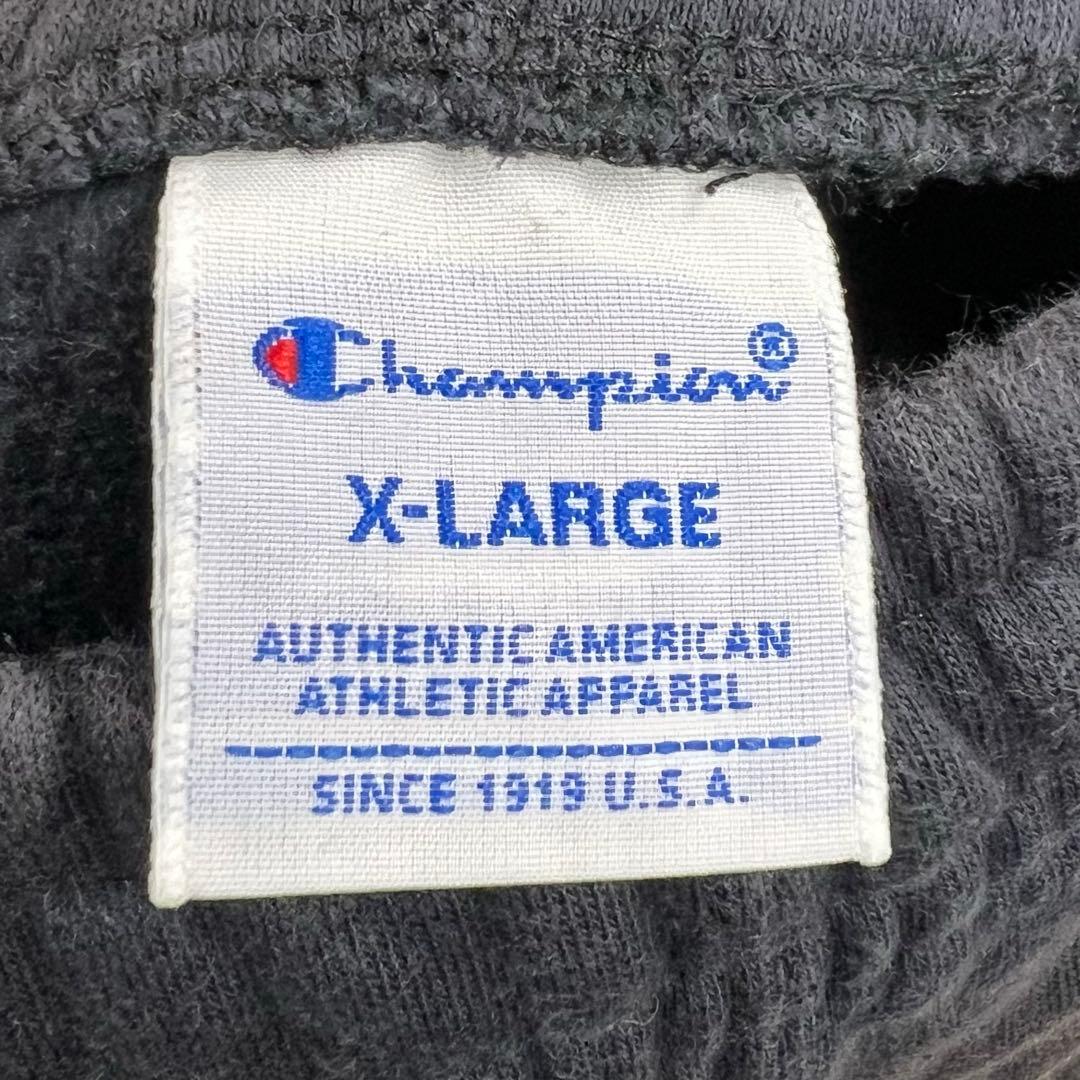 Champion®
X-LARGE
AUTHENTIC AMERICAN
ATHLETIC APPAREL
SINCE 1919 U.S.A.